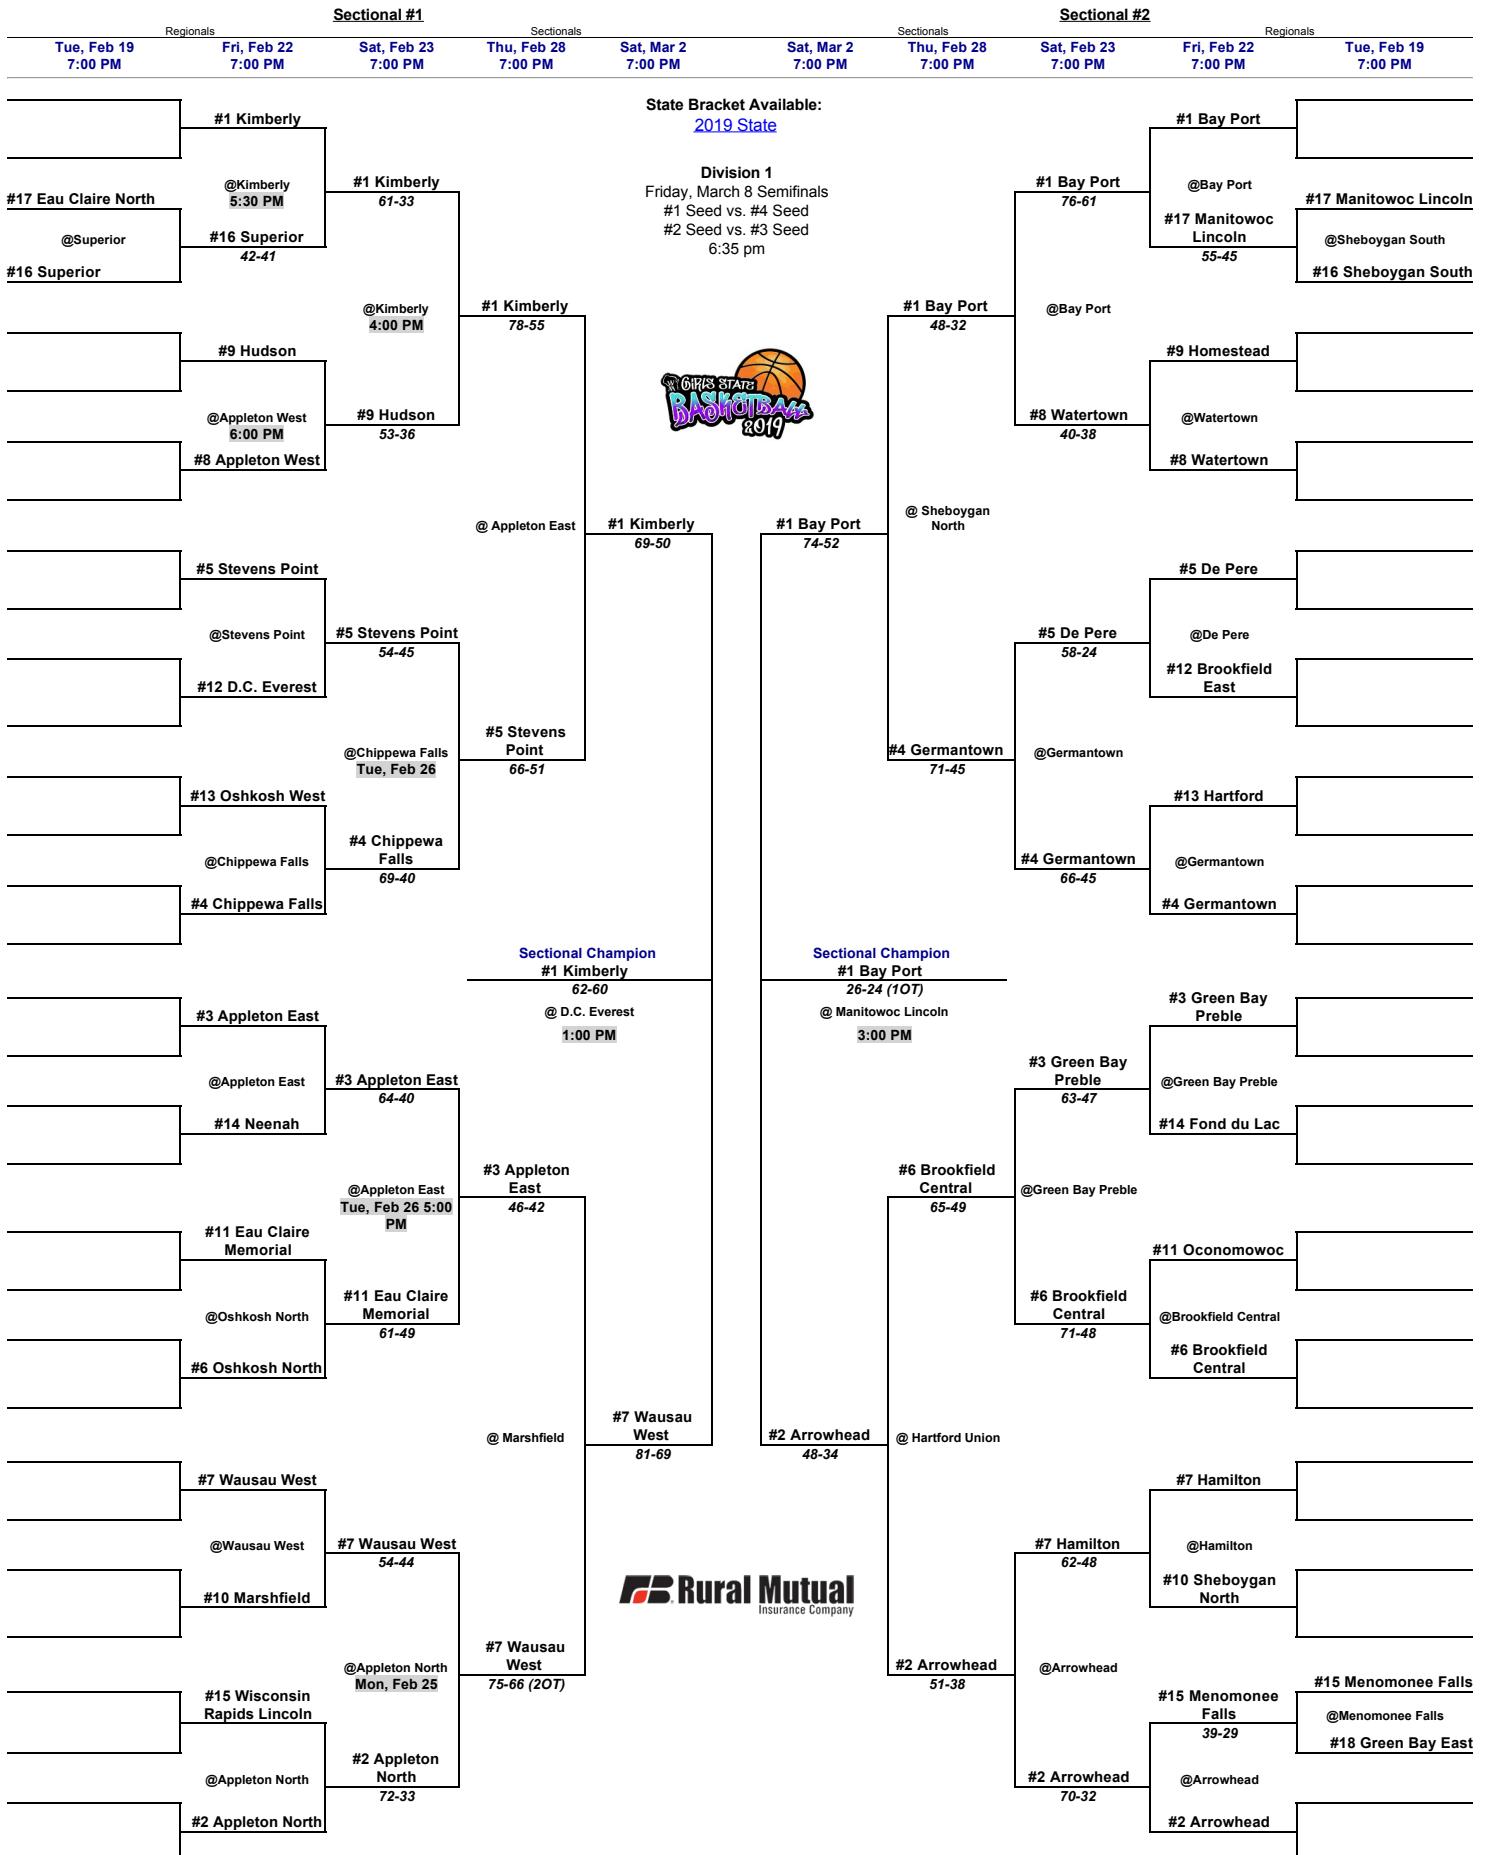 Sectional #1
Sectional #2
Regionals
Sectionals
Sectionals
Regionals
Tue, Feb 19
7:00 PM
Fri, Feb 22
7:00 PM
Sat, Feb 23
7:00 PM
Thu, Feb 28
7:00 PM
Sat, Mar 2
7:00 PM
Sat, Mar 2
7:00 PM
Thu, Feb 28
7:00 PM
Sat, Feb 23
7:00 PM
Fri, Feb 22
7:00 PM
Tue, Feb 19
7:00 PM
#17 Eau Claire North
@Superior
#16 Superior
#1 Kimberly
@Kimberly
5:30 PM
#16 Superior
42-41
#9 Hudson
@Appleton West
6:00 PM
#8 Appleton West
#5 Stevens Point
@Stevens Point
#12 D.C. Everest
#13 Oshkosh West
@Chippewa Falls
#4 Chippewa Falls
#3 Appleton East
@Appleton East
#14 Neenah
#11 Eau Claire
Memorial
@Oshkosh North
#6 Oshkosh North
#7 Wausau West
@Wausau West
#10 Marshfield
#15 Wisconsin
Rapids Lincoln
@Appleton North
#2 Appleton North
#1 Kimberly
61-33
@Kimberly
4:00 PM
#9 Hudson
53-36
#5 Stevens Point
54-45
@Chippewa Falls
Tue, Feb 26
#4 Chippewa
Falls
69-40
#3 Appleton East
64-40
@Appleton East
Tue, Feb 26 5:00
PM
#11 Eau Claire
Memorial
61-49
#7 Wausau West
54-44
@Appleton North
Mon, Feb 25
#2 Appleton
North
72-33
#1 Kimberly
78-55
@ Appleton East
#5 Stevens
Point
66-51
#3 Appleton
East
46-42
@ Marshfield
#7 Wausau
West
75-66 (2OT)
#1 Kimberly
69-50
#7 Wausau
West
81-69
Sectional Champion
#1 Kimberly
62-60
@ D.C. Everest
1:00 PM
State Bracket Available:
2019 State
Division 1
Friday, March 8 Semifinals
#1 Seed vs. #4 Seed
#2 Seed vs. #3 Seed
6:35 pm
GIRLS STATE
BASKETBALL
2019
Rural Mutual
Insurance Company
Sectional Champion
#1 Bay Port
26-24 (1OT)
@ Manitowoc Lincoln
3:00 PM
#1 Bay Port
74-52
#2 Arrowhead
48-34
#1 Bay Port
48-32
@ Sheboygan
North
#4 Germantown
71-45
#6 Brookfield
Central
65-49
@ Hartford Union
#2 Arrowhead
51-38
#1 Bay Port
76-61
@Bay Port
#8 Watertown
40-38
#5 De Pere
58-24
@Germantown
#4 Germantown
66-45
#3 Green Bay
Preble
63-47
@Green Bay Preble
#6 Brookfield
Central
71-48
#7 Hamilton
62-48
@Arrowhead
#2 Arrowhead
70-32
#1 Bay Port
@Bay Port
#17 Manitowoc
Lincoln
55-45
#9 Homestead
@Watertown
#8 Watertown
#5 De Pere
@De Pere
#12 Brookfield
East
#13 Hartford
@Germantown
#4 Germantown
#3 Green Bay
Preble
@Green Bay Preble
#14 Fond du Lac
#11 Oconomowoc
@Brookfield Central
#6 Brookfield
Central
#7 Hamilton
@Hamilton
#10 Sheboygan
North
#15 Menomonee
Falls
39-29
@Arrowhead
#2 Arrowhead
#17 Manitowoc Lincoln
@Sheboygan South
#16 Sheboygan South
#15 Menomonee Falls
@Menomonee Falls
#18 Green Bay East